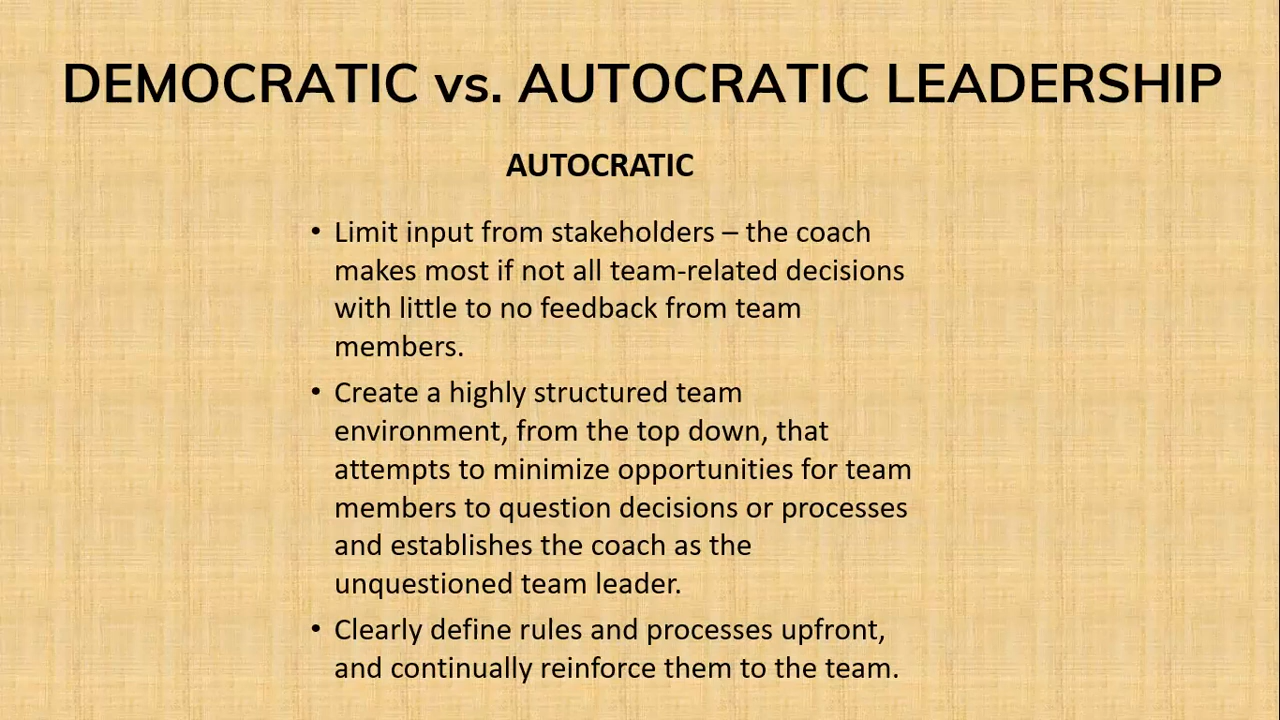 DEMOCRATIC vs. AUTOCRATIC LEADERSHIP
AUTOCRATIC
• Limit input from stakeholders – the coach
makes most if not all team-related decisions
with little to no feedback from team
members.
• Create a highly structured team
environment, from the top down, that
attempts to minimize opportunities for team
members to question decisions or processes
and establishes the coach as the
unquestioned team leader.
• Clearly define rules and processes upfront,
and continually reinforce them to the team.